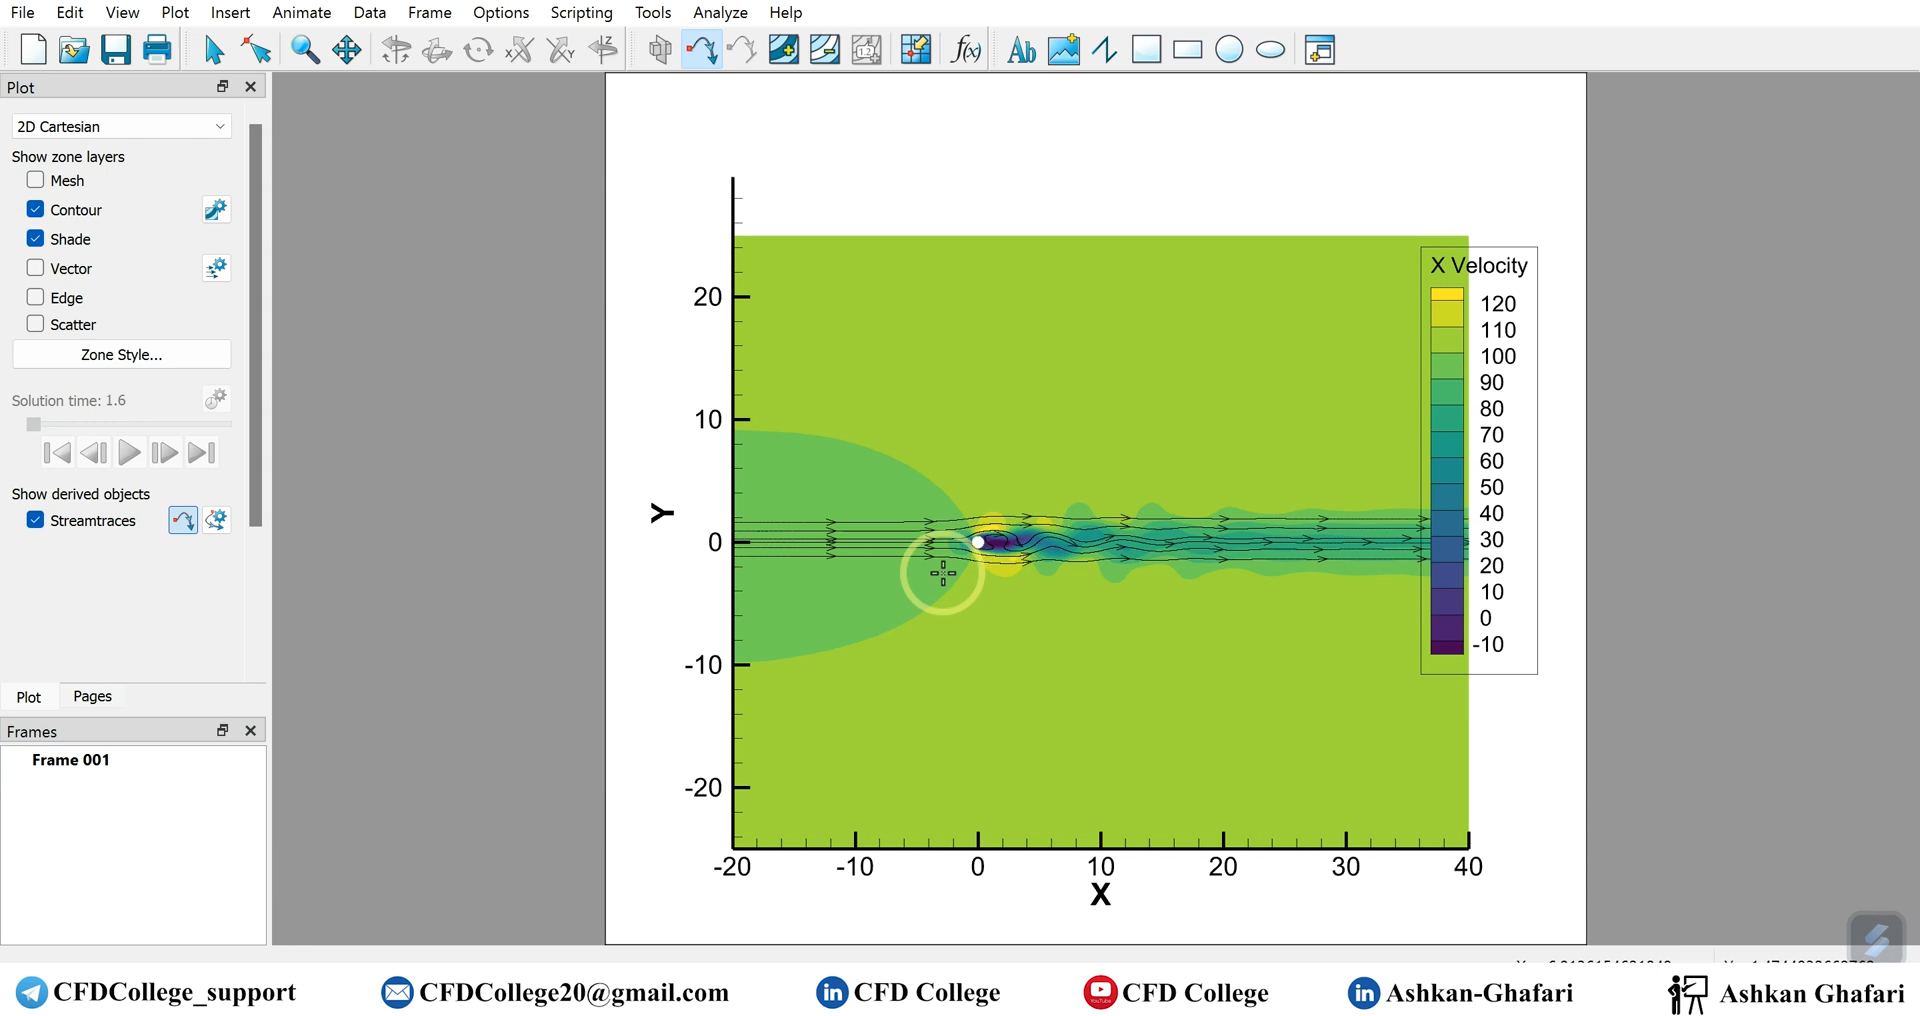 File Edit View Plot Insert Animate Data Frame Options Scripting Tools Analyze Help
Plot
2D Cartesian
Show zone layers
Mesh
Contour
Shade
Vector
Edge
Scatter
Zone Style...
Solution time: 1.6
Show derived objects
Streamtraces
Plot Pages
Frames
Frame 001
Ab
f(x)
X Velocity
120
110
100
90
80
70
60
50
40
30
20
10
0
-10
20
10
0
-10
-20
Y
-20 -10 0 10 20 30 40
X
CFDCollege_support CFDCollege20@gmail.com CFD College CFD College Ashkan-Ghafari Ashkan Ghafari